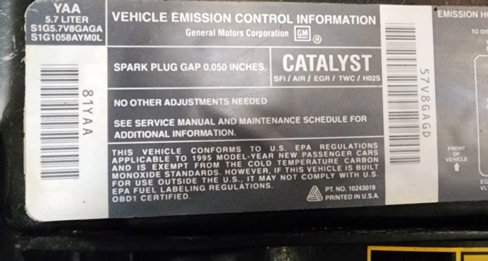 YAA
5.7 LITER
S1G5.7V8GAGA
S1G1058AYM0L
81YAA
VEHICLE EMISSION CONTROL INFORMATION
General Motors Corporation GM
SPARK PLUG GAP 0.050 INCHES.
CATALYST
SFI / AIR / EGR / TWC / HO2S
NO OTHER ADJUSTMENTS NEEDED
SEE SERVICE MANUAL AND MAINTENANCE SCHEDULE FOR
ADDITIONAL INFORMATION.
THIS VEHICLE CONFORMS TO U.S. EPA REGULATIONS
APPLICABLE TO 1995 MODEL-YEAR NEW PASSENGER CARS
AND IS EXEMPT FROM THE COLD TEMPERATURE CARBON
MONOXIDE STANDARDS. HOWEVER, IF THIS VEHICLE IS BUILT
FOR USE OUTSIDE THE U.S., IT MAY NOT COMPLY WITH U.S.
EPA FUEL LABELING REGULATIONS.
OBD1 CERTIFIED.
PT. NO. 10243019
PRINTED IN U.S.A.
57V8GAGD
EMISSION
FRONT
OF
VEHICLE